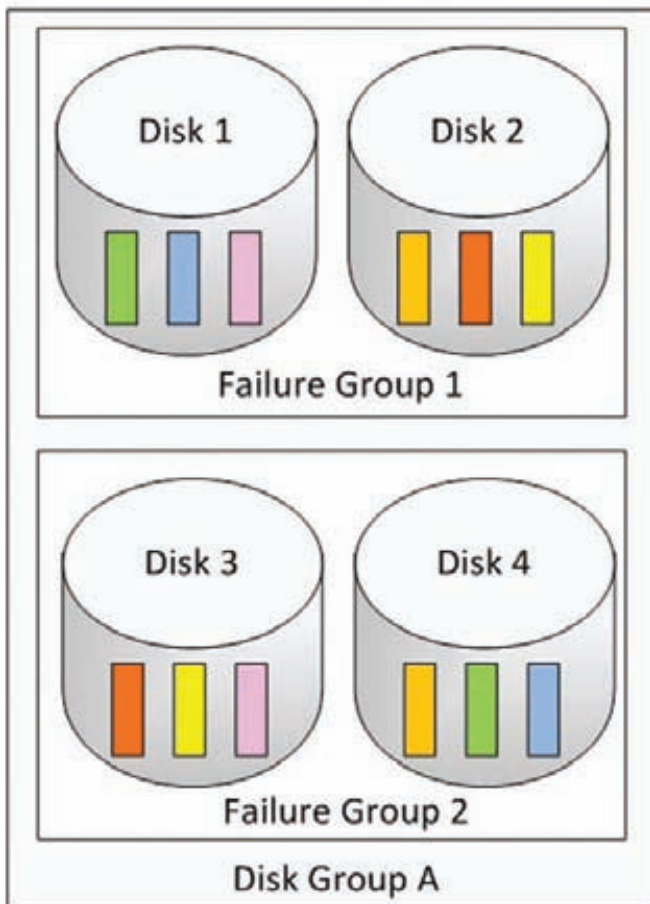 Disk 1
Disk 2
Failure Group 1
Disk 3
Disk 4
Failure Group 2
Disk Group A